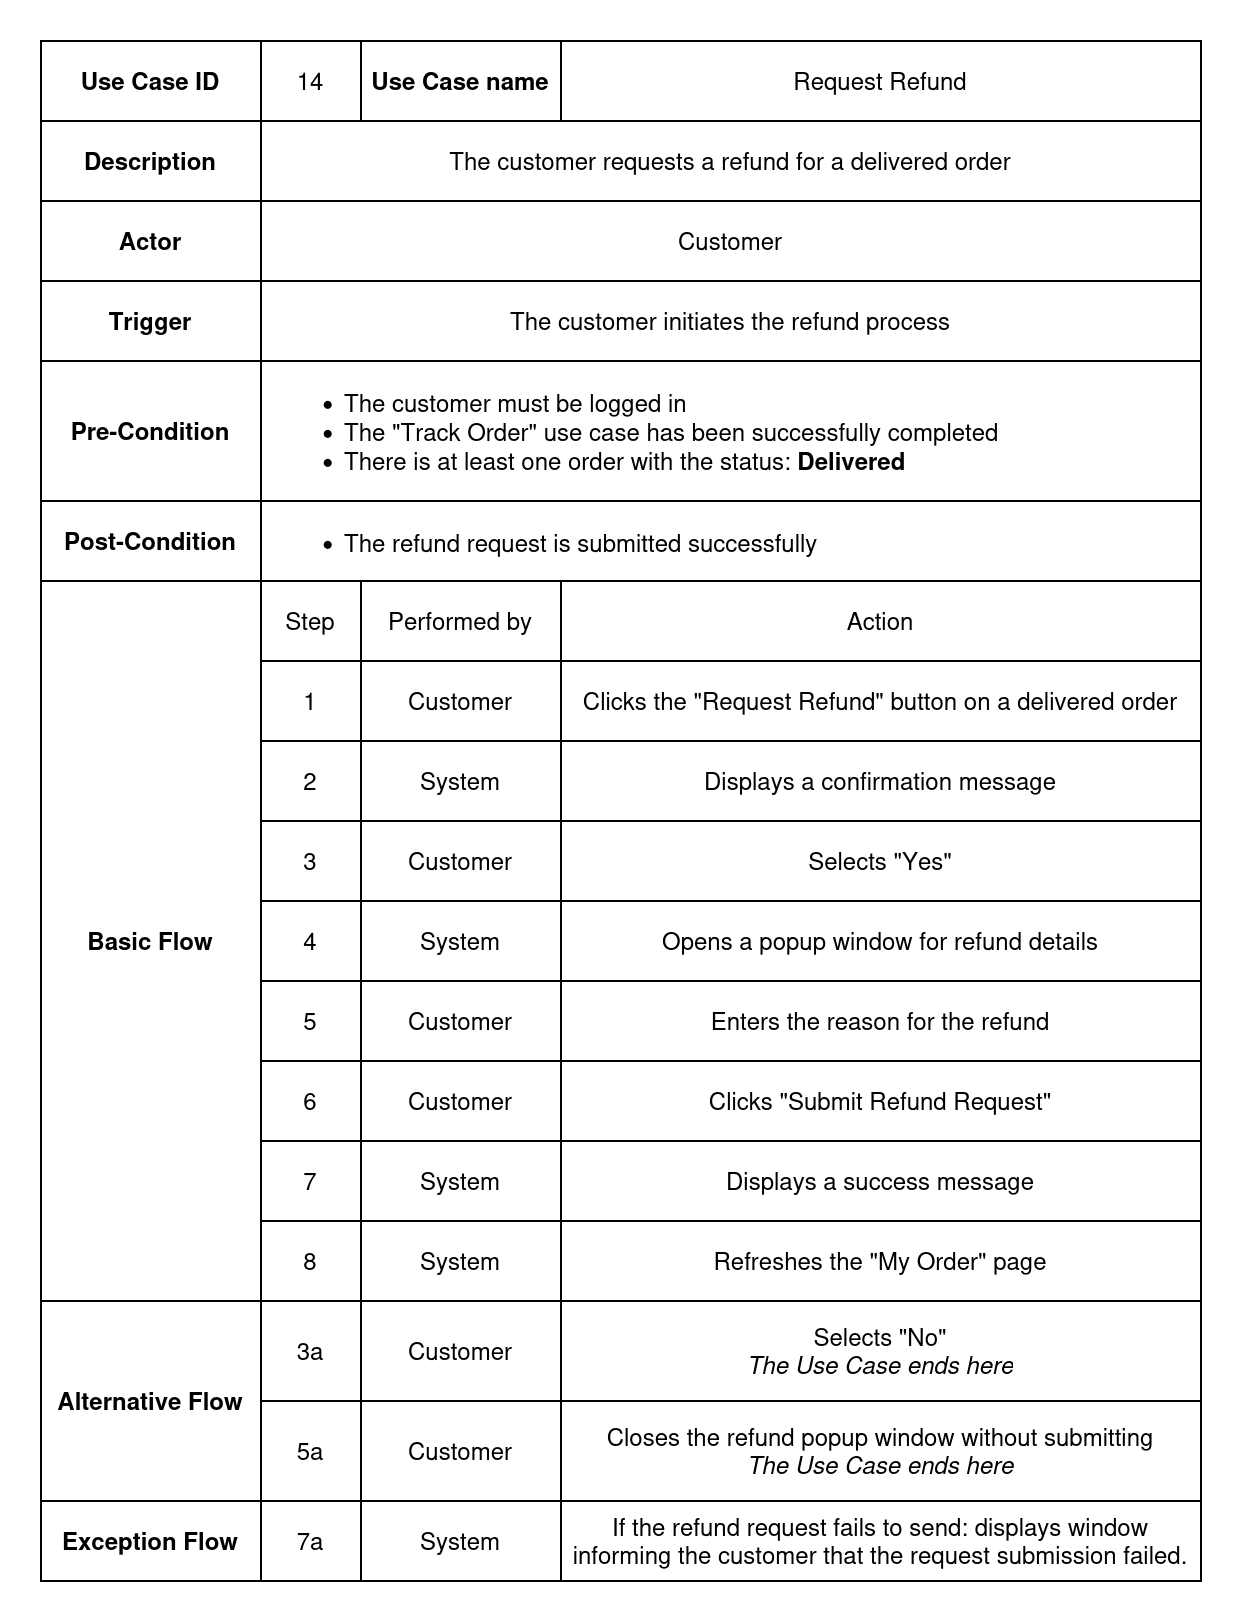 Use Case ID
14
Use Case name
Request Refund
Description
The customer requests a refund for a delivered order
Actor
Customer
Trigger
The customer initiates the refund process
Pre-Condition
• The customer must be logged in
• The "Track Order" use case has been successfully completed
• There is at least one order with the status: Delivered
Post-Condition
• The refund request is submitted successfully
Basic Flow
Step
Performed by
Action
1
Customer
Clicks the "Request Refund" button on a delivered order
2
System
Displays a confirmation message
3
Customer
Selects "Yes"
4
System
Opens a popup window for refund details
5
Customer
Enters the reason for the refund
6
Customer
Clicks "Submit Refund Request"
7
System
Displays a success message
8
System
Refreshes the "My Order" page
Alternative Flow
3a
Customer
Selects "No"
The Use Case ends here
5a
Customer
Closes the refund popup window without submitting
The Use Case ends here
Exception Flow
7a
System
If the refund request fails to send: displays window
informing the customer that the request submission failed.